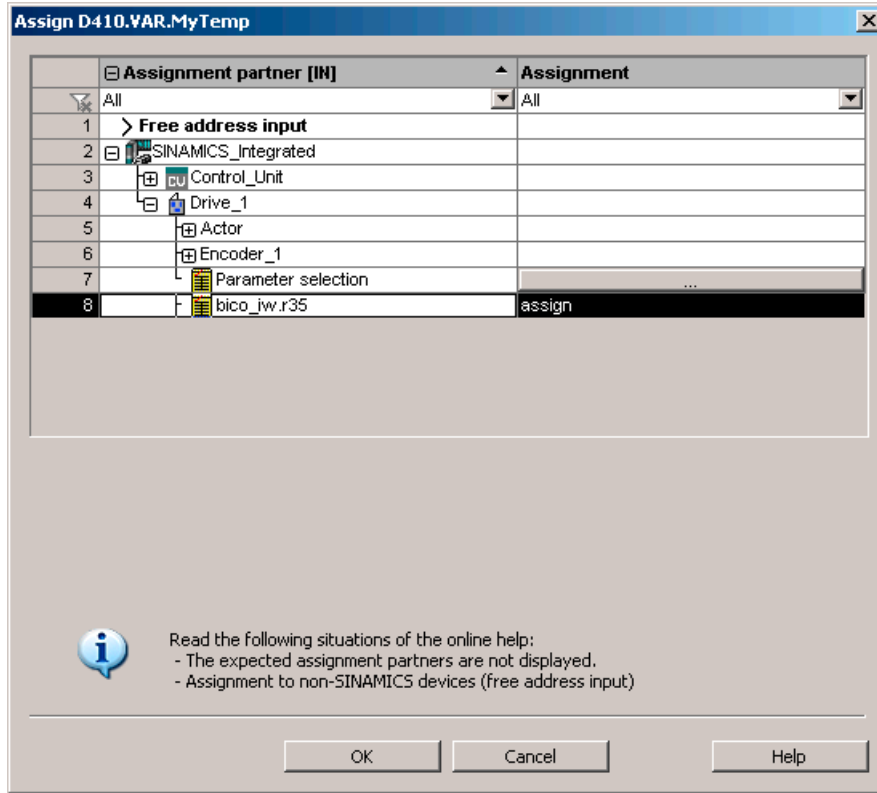 Assign D410.VAR.MyTemp
Assignment partner [IN] Assignment
All All
1 Free address input
2 SINAMICS_Integrated
3 CU Control_Unit
4 Drive_1
5 Actor
6 Encoder_1
7 Parameter selection ...
8 bico_iw.r35 assign
Read the following situations of the online help:
- The expected assignment partners are not displayed.
- Assignment to non-SINAMICS devices (free address input)
OK Cancel Help